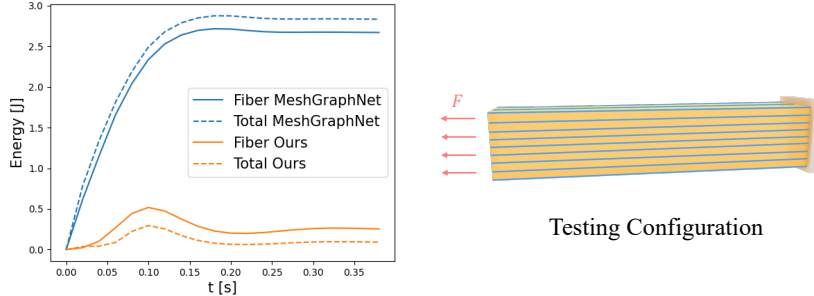 3.0
2.5
2.0
1.5
1.0
0.5
0.0
Energy [J]
Fiber MeshGraphNet
Total MeshGraphNet
Fiber Ours
Total Ours
0.00 0.05 0.10 0.15 0.20 0.25 0.30 0.35
t [s]
F
Testing Configuration